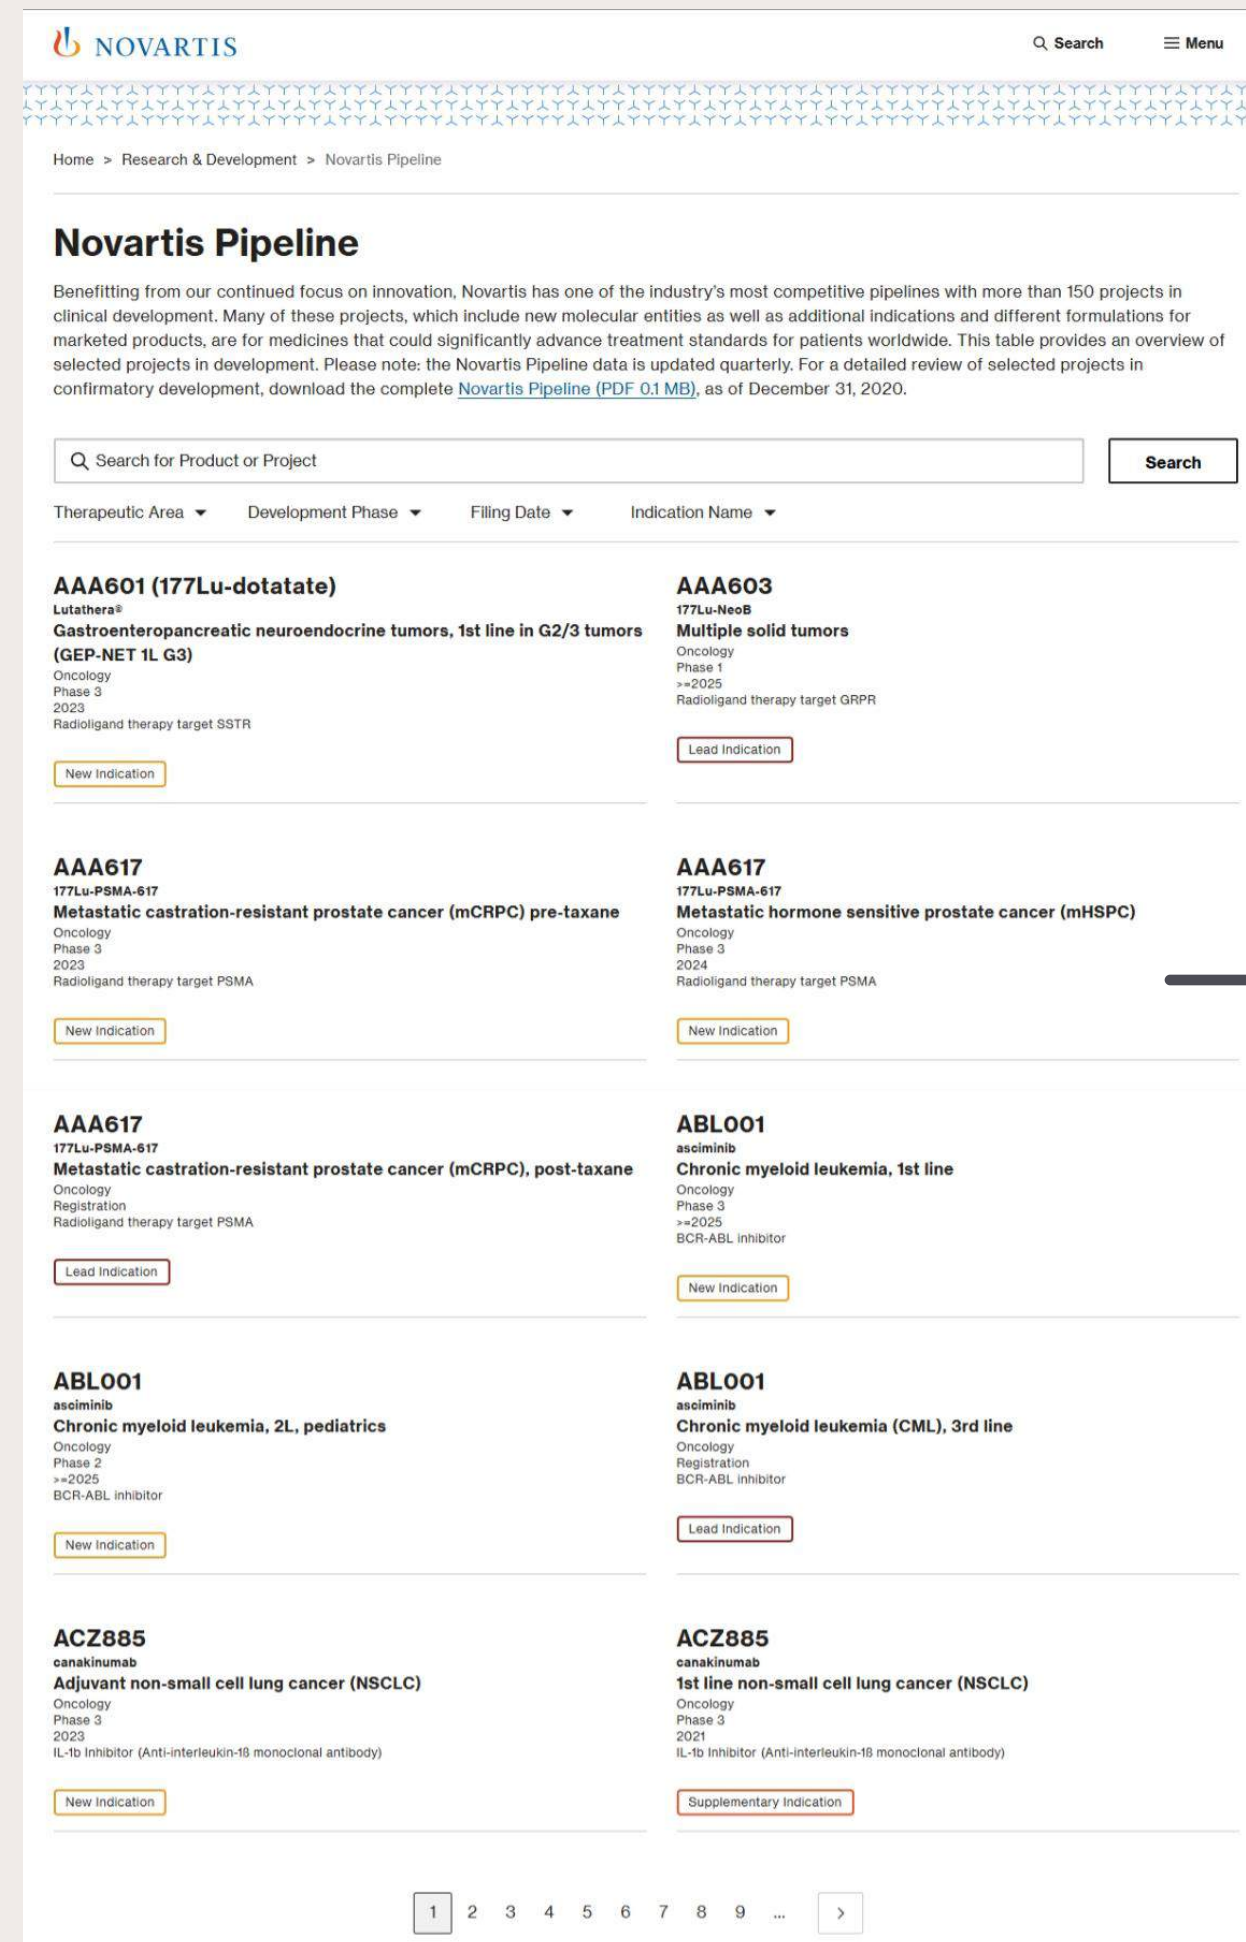 NOVARTIS
Search
Menu
Home > Research & Development > Novartis Pipeline
Novartis Pipeline
Benefitting from our continued focus on innovation, Novartis has one of the industry's most competitive pipelines with more than 150 projects in
clinical development. Many of these projects, which include new molecular entities as well as additional indications and different formulations for
marketed products, are for medicines that could significantly advance treatment standards for patients worldwide. This table provides an overview of
selected projects in development. Please note: the Novartis Pipeline data is updated quarterly. For a detailed review of selected projects in
confirmatory development, download the complete Novartis Pipeline (PDF 0.1 MB), as of December 31, 2020.
Search for Product or Project
Search
Therapeutic Area
Development Phase
Filing Date
Indication Name
AAA601 (177Lu-dotatate)
Lutathera®
Gastroenteropancreatic neuroendocrine tumors, 1st line in G2/3 tumors
(GEP-NET 1L G3)
Oncology
Phase 3
2023
Radioligand therapy target SSTR
New Indication
AAA603
177Lu-NeoB
Multiple solid tumors
Oncology
Phase 1
>=2025
Radioligand therapy target GRPR
Lead Indication
AAA617
177Lu-PSMA-617
Metastatic castration-resistant prostate cancer (mCRPC) pre-taxane
Oncology
Phase 3
2023
Radioligand therapy target PSMA
New Indication
AAA617
177Lu-PSMA-617
Metastatic hormone sensitive prostate cancer (mHSPC)
Oncology
Phase 3
2024
Radioligand therapy target PSMA
New Indication
AAA617
177Lu-PSMA-617
Metastatic castration-resistant prostate cancer (mCRPC), post-taxane
Oncology
Registration
Radioligand therapy target PSMA
Lead Indication
ABL001
asciminib
Chronic myeloid leukemia, 1st line
Oncology
Phase 3
>=2025
BCR-ABL inhibitor
New Indication
ABL001
asciminib
Chronic myeloid leukemia, 2L, pediatrics
Oncology
Phase 2
>=2025
BCR-ABL inhibitor
New Indication
ABL001
asciminib
Chronic myeloid leukemia (CML), 3rd line
Oncology
Registration
BCR-ABL inhibitor
Lead Indication
ACZ885
canakinumab
Adjuvant non-small cell lung cancer (NSCLC)
Oncology
Phase 3
2023
IL-1b Inhibitor (Anti-interleukin-1ß monoclonal antibody)
New Indication
ACZ885
canakinumab
1st line non-small cell lung cancer (NSCLC)
Oncology
Phase 3
2021
IL-1b Inhibitor (Anti-interleukin-1ß monoclonal antibody)
Supplementary Indication
1 2 3 4 5 6 7 8 9 ... >